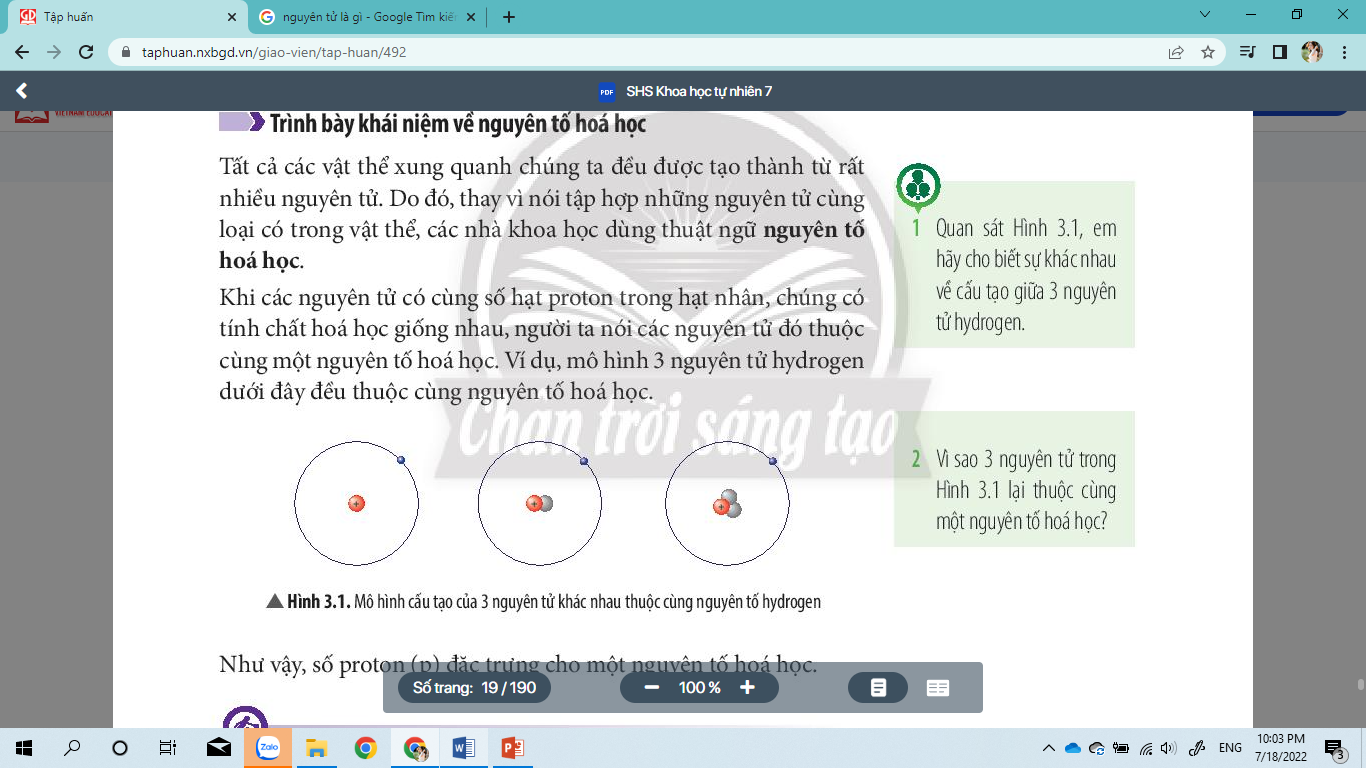 Tập huấn
nguyên tử là gì - Google Tìm kiế
taphuan.nxbgd.vn/giao-vien/tap-huan/492
PDF
SHS Khoa học tự nhiên 7
Trình bày khái niệm về nguyên tố hoá học
Tất cả các vật thể xung quanh chúng ta đều được tạo thành từ rất
nhiều nguyên tử. Do đó, thay vì nói tập hợp những nguyên tử cùng
loại có trong vật thể, các nhà khoa học dùng thuật ngữ nguyên tố
hoá học.
Khi các nguyên tử có cùng số hạt proton trong hạt nhân, chúng có
tính chất hoá học giống nhau, người ta nói các nguyên tử đó thuộc
cùng một nguyên tố hoá học. Ví dụ, mô hình 3 nguyên tử hydrogen
dưới đây đều thuộc cùng nguyên tố hoá học.
1 Quan sát Hình 3.1, em
hãy cho biết sự khác nhau
về cấu tạo giữa 3 nguyên
tử hydrogen.
Chân trời sáng tạo
2 Vì sao 3 nguyên tử trong
Hình 3.1 lại thuộc cùng
một nguyên tố hoá học?
+
+
+
▲ Hình 3.1. Mô hình cấu tạo của 3 nguyên tử khác nhau thuộc cùng nguyên tố hydrogen
Như vậy, số proton (p) đặc trưng cho một nguyên tố hoá học.
Số trang: 19 / 190
100 %
Zalo
ENG
10:03 PM
7/18/2022
3